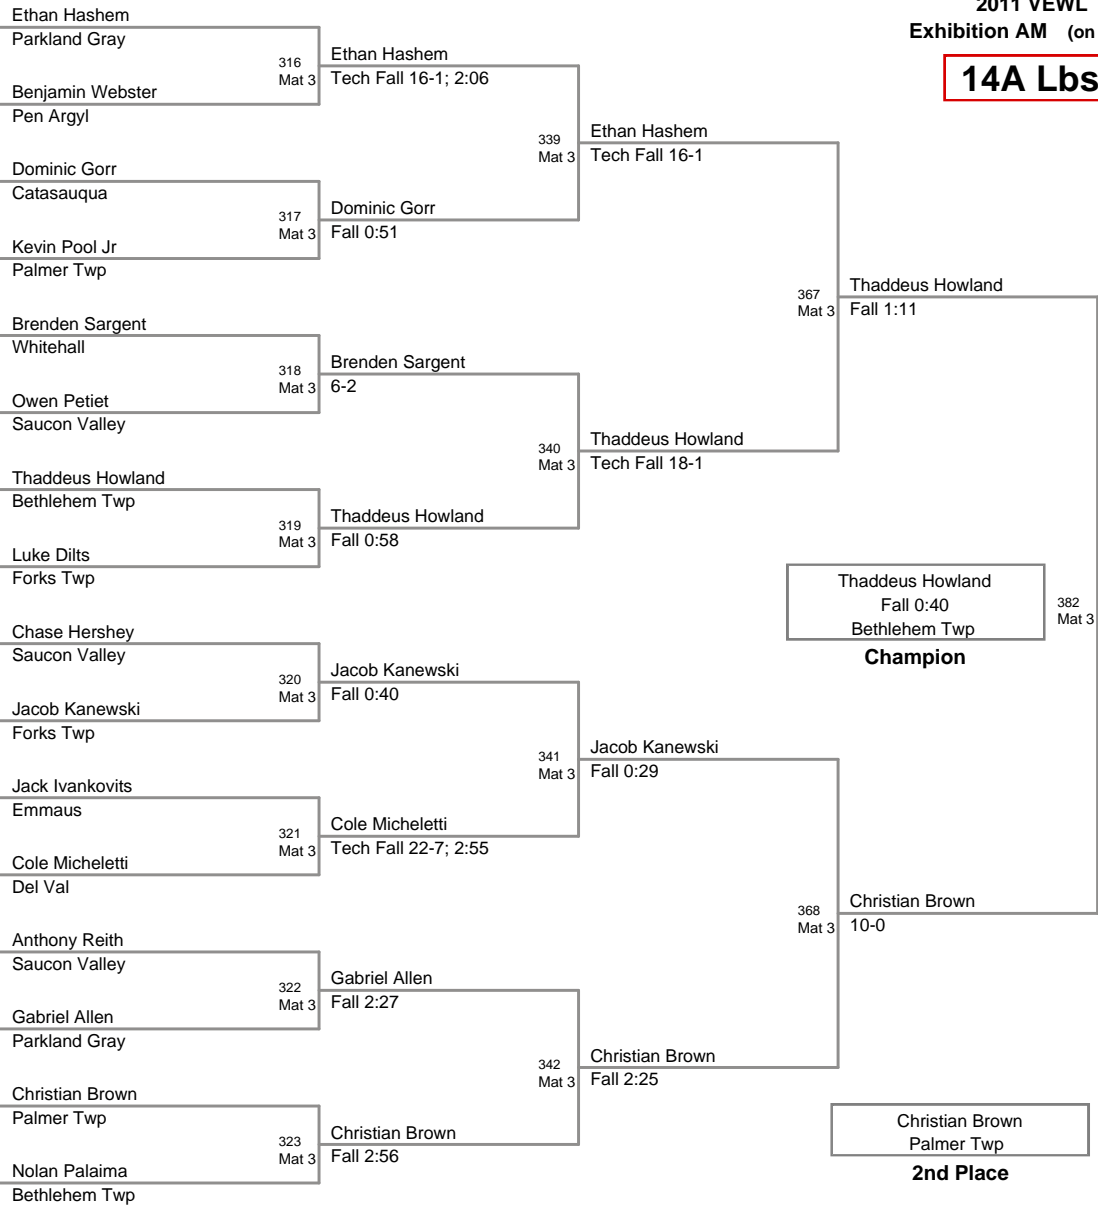 2011 VEWL
Exhibition AM (on
14A Lbs
Ethan Hashem
Parkland Gray
316
Mat 3
Benjamin Webster
Pen Argyl
Ethan Hashem
Tech Fall 16-1; 2:06
Dominic Gorr
Catasauqua
317
Mat 3
Kevin Pool Jr
Palmer Twp
Dominic Gorr
Fall 0:51
339
Mat 3
Ethan Hashem
Tech Fall 16-1
Brenden Sargent
Whitehall
318
Mat 3
Owen Petiet
Saucon Valley
Brenden Sargent
6-2
Thaddeus Howland
Bethlehem Twp
319
Mat 3
Luke Dilts
Forks Twp
Thaddeus Howland
Fall 0:58
340
Mat 3
Thaddeus Howland
Tech Fall 18-1
367
Mat 3
Thaddeus Howland
Fall 1:11
Chase Hershey
Saucon Valley
320
Mat 3
Jacob Kanewski
Forks Twp
Jacob Kanewski
Fall 0:40
Jack Ivankovits
Emmaus
321
Mat 3
Cole Micheletti
Del Val
Cole Micheletti
Tech Fall 22-7; 2:55
341
Mat 3
Jacob Kanewski
Fall 0:29
Anthony Reith
Saucon Valley
322
Mat 3
Gabriel Allen
Parkland Gray
Gabriel Allen
Fall 2:27
Christian Brown
Palmer Twp
323
Mat 3
Nolan Palaima
Bethlehem Twp
Christian Brown
Fall 2:56
342
Mat 3
Christian Brown
Fall 2:25
368
Mat 3
Christian Brown
10-0
382
Mat 3
Thaddeus Howland
Fall 0:40
Bethlehem Twp
Champion
Christian Brown
Palmer Twp
2nd Place